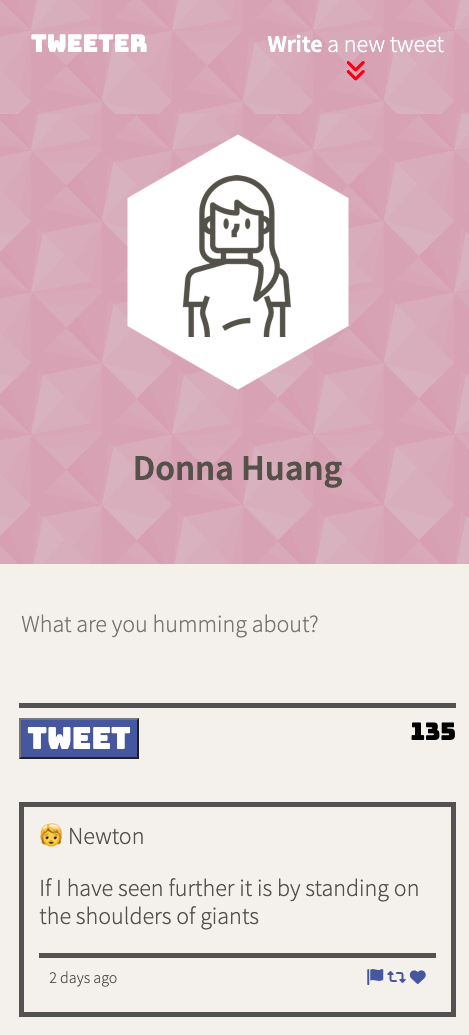 TWEETER
Write a new tweet
Donna Huang
What are you humming about?
TWEET
135
Newton
If I have seen further it is by standing on
the shoulders of giants
2 days ago